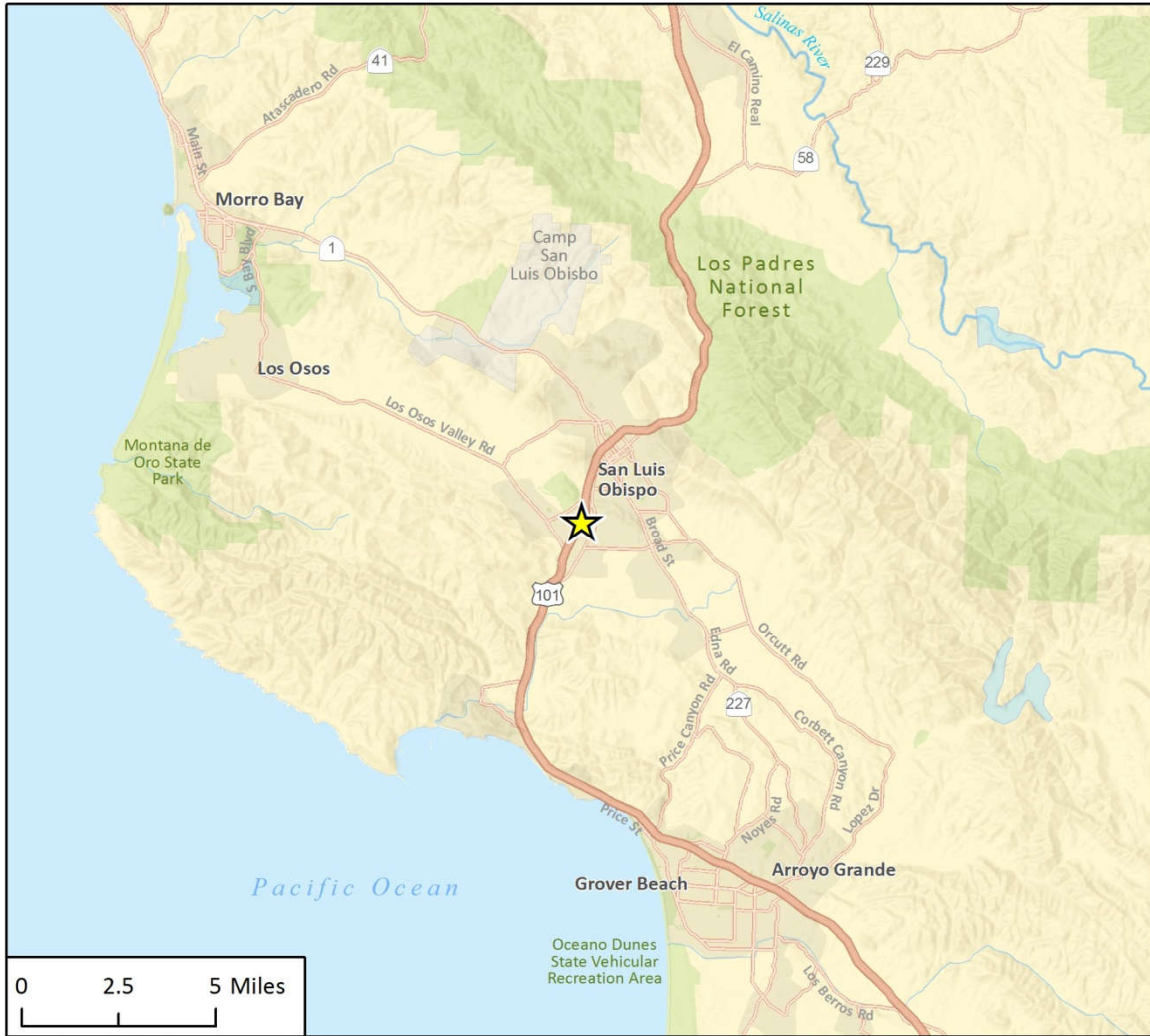 Salinas River
41
Atascadero Rd
El Camino Real
229
Main St
58
Morro Bay
S Bay Blvd
1
Camp
San
Luis Obisbo
Los Padres
National
Forest
Los Osos
Los Osos Valley Rd
Montana de
Oro State
Park
San Luis
Obispo
Broad St
101
Edna Rd
Orcutt Rd
Price Canyon Rd
227
Corbett Canyon Rd
Price St
Noyes Rd
Lopez Dr
Pacific Ocean
Grover Beach
Arroyo Grande
Oceano Dunes
State Vehicular
Recreation Area
Los Berros Rd
0 2.5 5 Miles